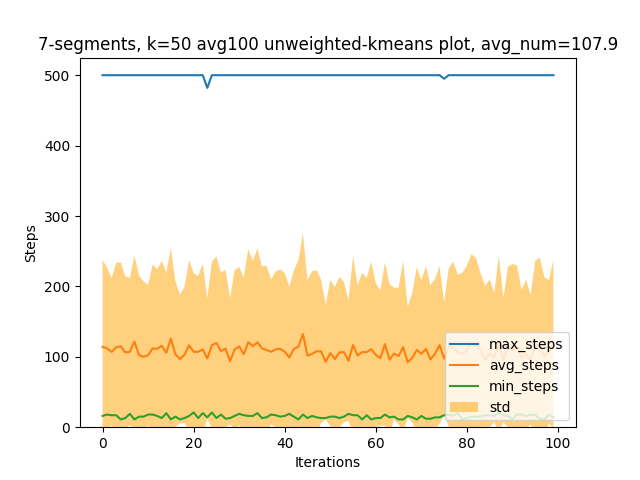 7-segments, k=50 avg100 unweighted-kmeans plot, avg_num=107.9
500
400
300
200
100
0
Steps
max_steps
avg_steps
min_steps
std
0 20 40 60 80 100
Iterations